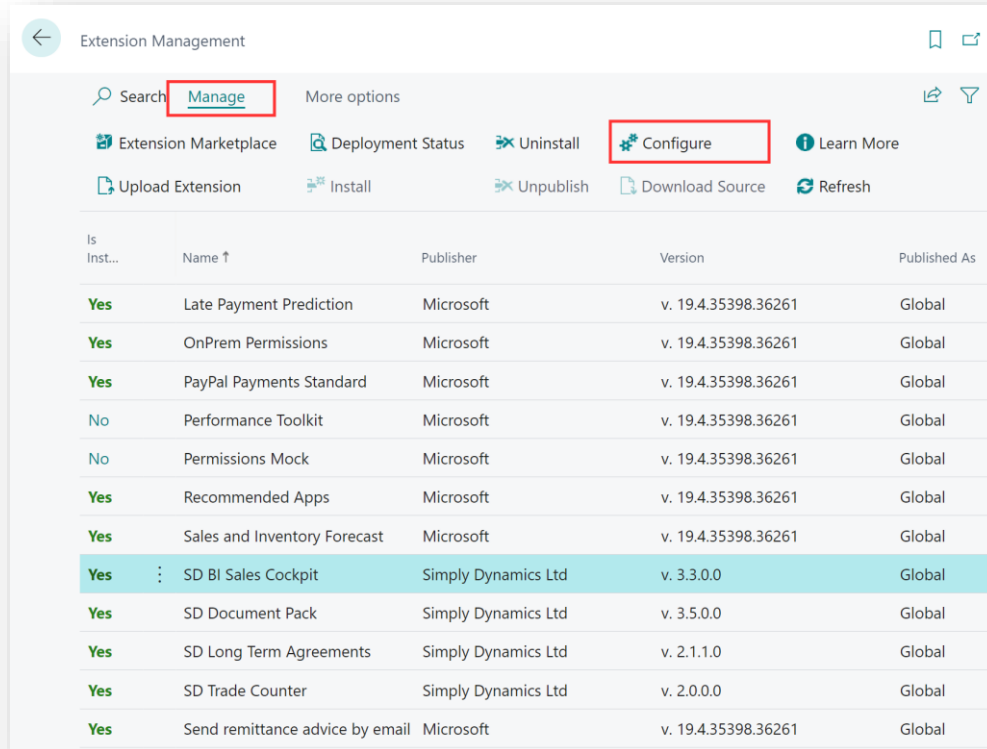 Extension Management
Search Manage More options
Extension Marketplace Deployment Status Uninstall Configure Learn More
Upload Extension Install Unpublish Download Source Refresh
Is
Inst... Name ↑ Publisher Version Published As
Yes Late Payment Prediction Microsoft v. 19.4.35398.36261 Global
Yes OnPrem Permissions Microsoft v. 19.4.35398.36261 Global
Yes PayPal Payments Standard Microsoft v. 19.4.35398.36261 Global
No Performance Toolkit Microsoft v. 19.4.35398.36261 Global
No Permissions Mock Microsoft v. 19.4.35398.36261 Global
Yes Recommended Apps Microsoft v. 19.4.35398.36261 Global
Yes Sales and Inventory Forecast Microsoft v. 19.4.35398.36261 Global
Yes SD BI Sales Cockpit Simply Dynamics Ltd v. 3.3.0.0 Global
Yes SD Document Pack Simply Dynamics Ltd v. 3.5.0.0 Global
Yes SD Long Term Agreements Simply Dynamics Ltd v. 2.1.1.0 Global
Yes SD Trade Counter Simply Dynamics Ltd v. 2.0.0.0 Global
Yes Send remittance advice by email Microsoft v. 19.4.35398.36261 Global